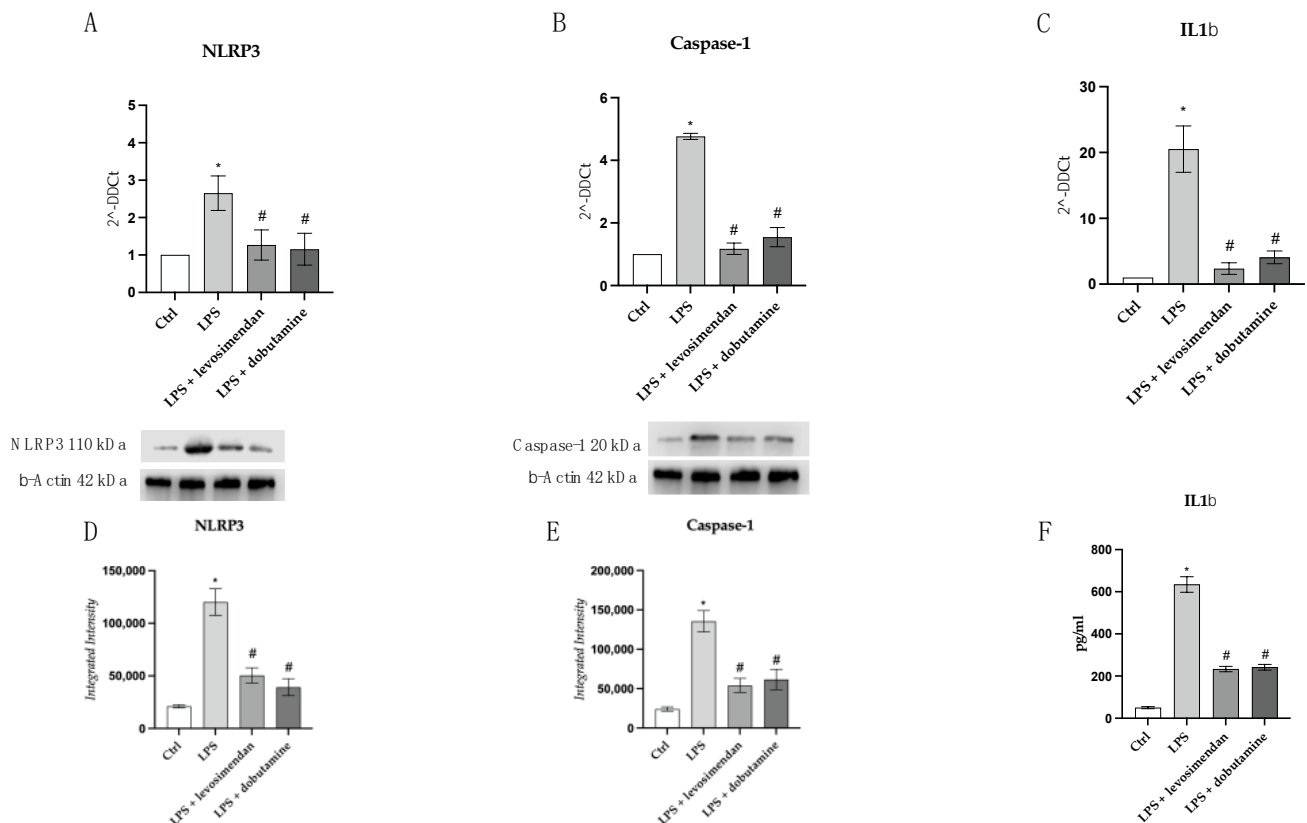 A
NLRP3
2^-DDCt
5
4
3
2
1
0
*
#
#
Ctrl
LPS
LPS + levosimendan
LPS + dobutamine
B
Caspase-1
2^-DDCt
6
4
2
0
*
#
#
Ctrl
LPS
LPS + levosimendan
LPS + dobutamine
C
IL1b
2^-DDCt
30
20
10
0
*
#
#
Ctrl
LPS
LPS + levosimendan
LPS + dobutamine
NLRP3 110 kDa
b-Actin 42 kDa
Caspase-1 20 kDa
b-Actin 42 kDa
D
NLRP3
Integrated Intensity
150,000
100,000
50,000
0
*
#
#
Ctrl
LPS
LPS + levosimendan
LPS + dobutamine
E
Caspase-1
Integrated Intensity
200,000
150,000
100,000
50,000
0
*
#
#
Ctrl
LPS
LPS + levosimendan
LPS + dobutamine
F
IL1b
pg/ml
800
600
400
200
0
*
#
#
Ctrl
LPS
LPS + levosimendan
LPS + dobutamine